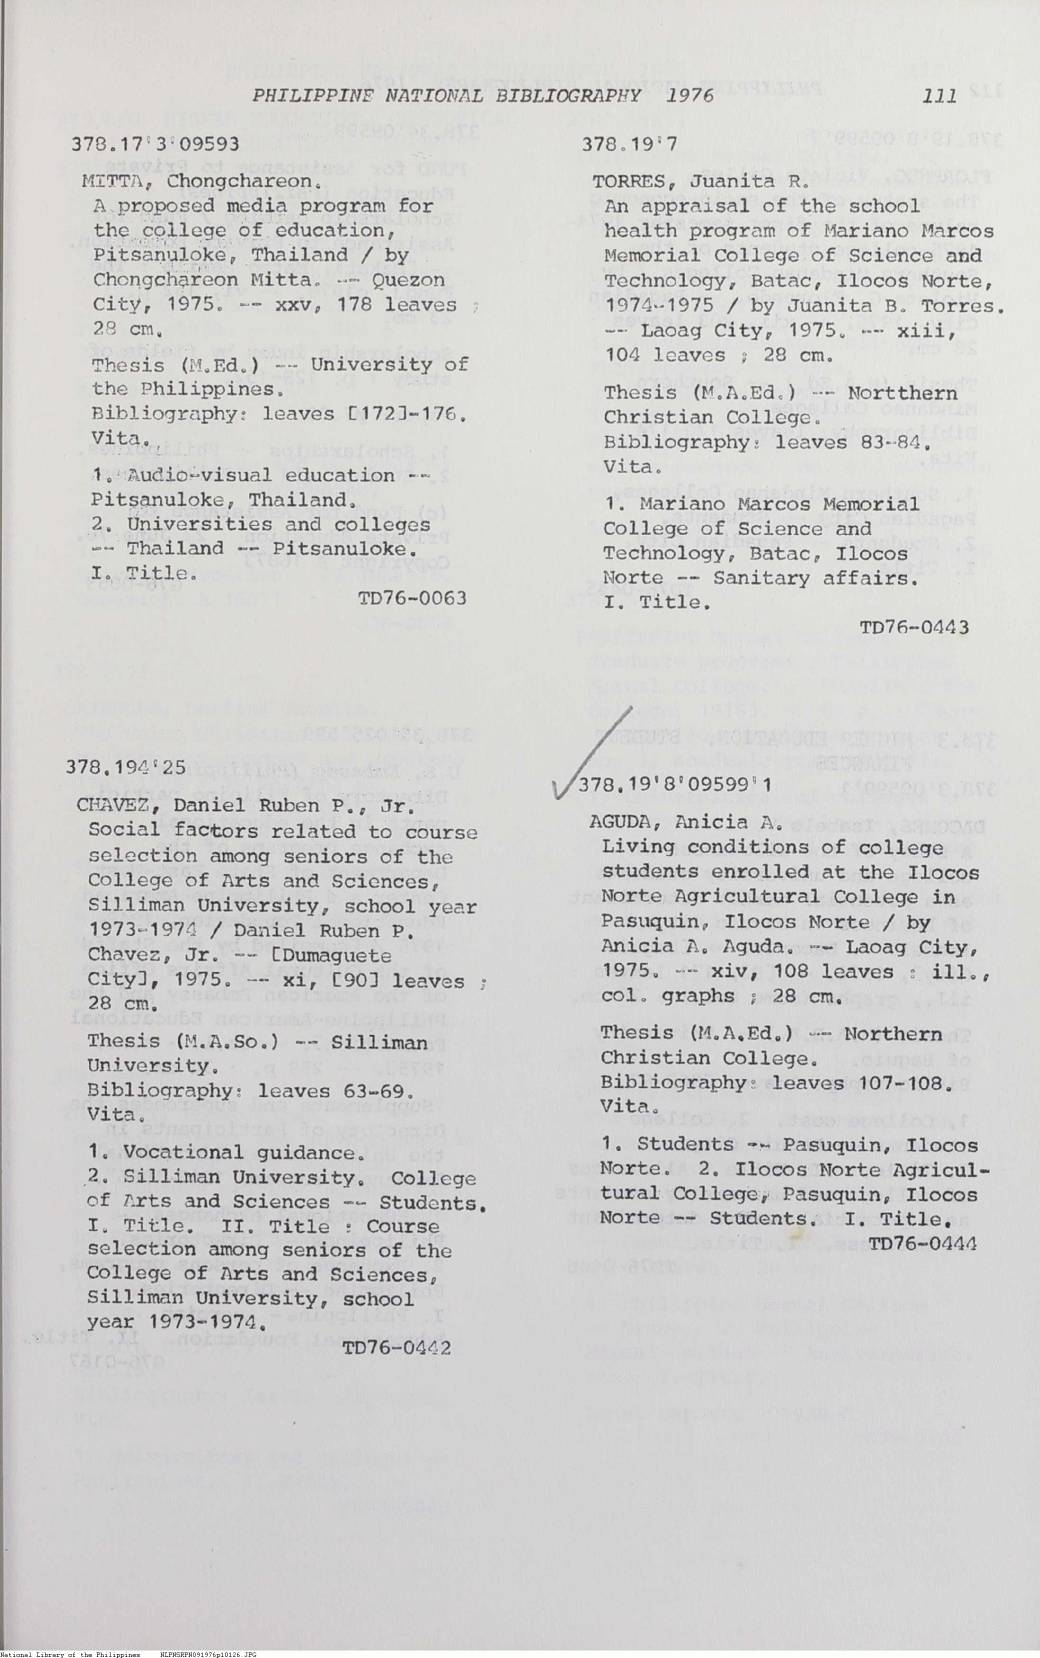 PHILIPPINE NATIONAL BIBLIOGRAPHY 1976 111
378.17'3'09593
MITTA, Chongchareon.
A proposed media program for
the college of education,
Pitsanuloke, Thailand / by
Chongchareon Mitta. -- Quezon
City, 1975. -- xxv, 178 leaves ;
28 cm.
Thesis (M.Ed.) -- University of
the Philippines.
Bibliography: leaves [172]-176.
Vita.
1. Audio-visual education --
Pitsanuloke, Thailand.
2. Universities and colleges
-- Thailand -- Pitsanuloke.
I. Title.
TD76-0063
378.194'25
CHAVEZ, Daniel Ruben P., Jr.
Social factors related to course
selection among seniors of the
College of Arts and Sciences,
Silliman University, school year
1973-1974 / Daniel Ruben P.
Chavez, Jr. -- [Dumaguete
City], 1975. -- xi, [90] leaves ;
28 cm.
Thesis (M.A.So.) -- Silliman
University.
Bibliography: leaves 63-69.
Vita.
1. Vocational guidance.
2. Silliman University. College
of Arts and Sciences -- Students.
I. Title. II. Title : Course
selection among seniors of the
College of Arts and Sciences,
Silliman University, school
year 1973-1974.
TD76-0442
378.19'7
TORRES, Juanita R.
An appraisal of the school
health program of Mariano Marcos
Memorial College of Science and
Technology, Batac, Ilocos Norte,
1974-1975 / by Juanita B. Torres.
-- Laoag City, 1975. -- xiii,
104 leaves ; 28 cm.
Thesis (M.A.Ed.) -- Nortthern
Christian College.
Bibliography: leaves 83-84.
Vita.
1. Mariano Marcos Memorial
College of Science and
Technology, Batac, Ilocos
Norte -- Sanitary affairs.
I. Title.
TD76-0443
378.19'8'09599'1
AGUDA, Anicia A.
Living conditions of college
students enrolled at the Ilocos
Norte Agricultural College in
Pasuquin, Ilocos Norte / by
Anicia A. Aguda. -- Laoag City,
1975. -- xiv, 108 leaves : ill.,
col. graphs ; 28 cm.
Thesis (M.A.Ed.) -- Northern
Christian College.
Bibliography: leaves 107-108.
Vita.
1. Students -- Pasuquin, Ilocos
Norte. 2. Ilocos Norte Agricul-
tural College, Pasuquin, Ilocos
Norte -- Students. I. Title.
TD76-0444
National Library of the Philippines NLPNSRPN091976p10126.JPG